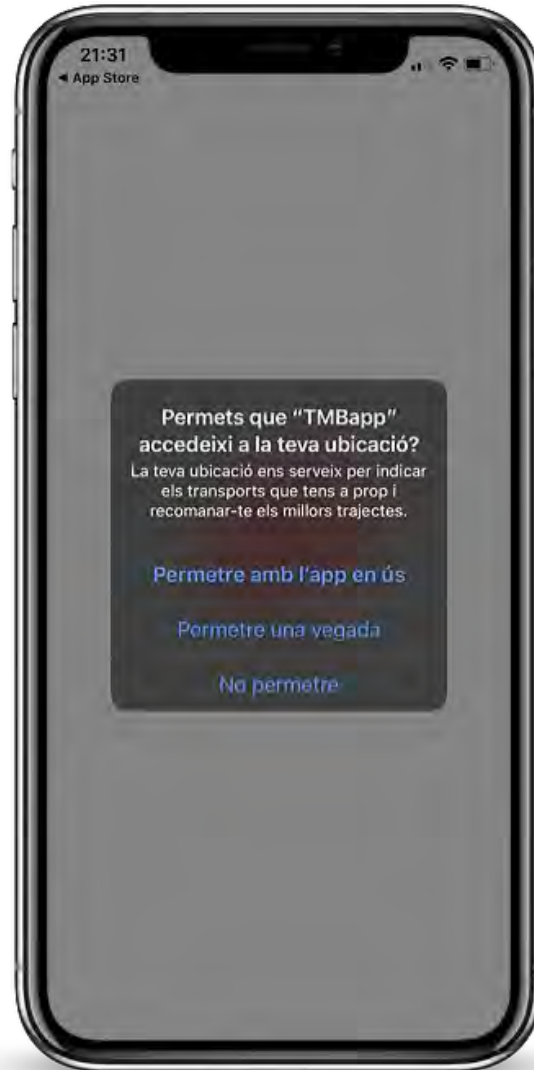 21:31
◀ App Store
Permets que “TMBapp”
accedeixi a la teva ubicació?
La teva ubicació ens serveix per indicar
els transports que tens a prop i
recomanar-te els millors trajectes.
Permetre amb l'app en ús
Permetre una vegada
No permetre